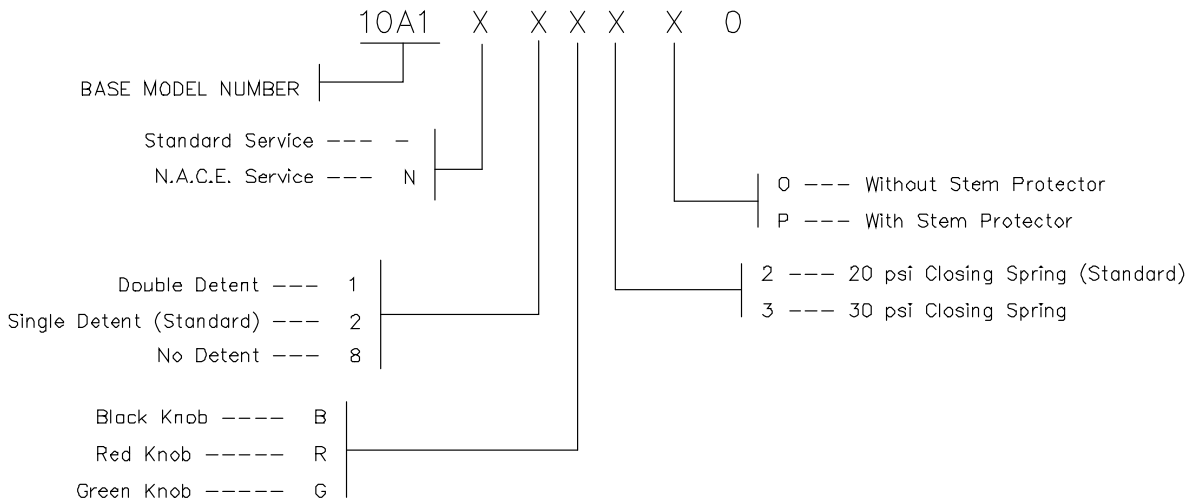 10A1 X X X X X 0
BASE MODEL NUMBER
Standard Service --- -
N.A.C.E. Service --- N
0 --- Without Stem Protector
P --- With Stem Protector
Double Detent --- 1
Single Detent (Standard) --- 2
No Detent --- 8
2 --- 20 psi Closing Spring (Standard)
3 --- 30 psi Closing Spring
Black Knob ---- B
Red Knob ----- R
Green Knob ----- G